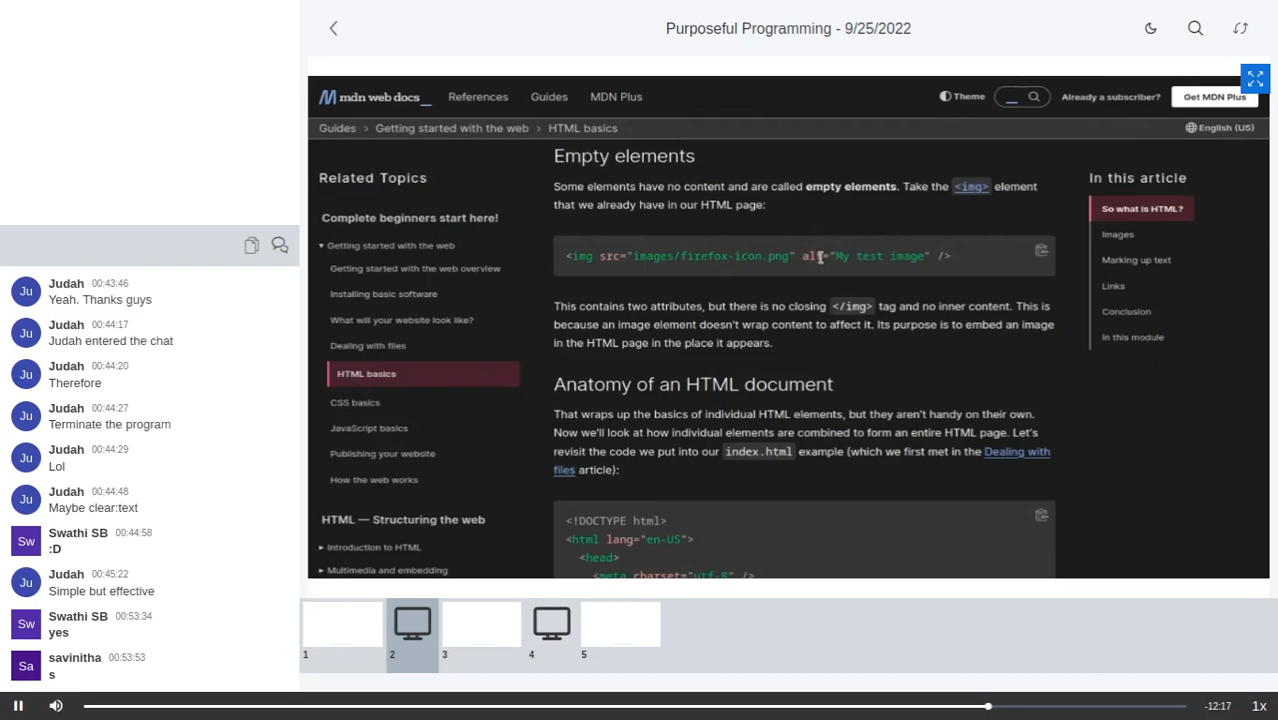 Purposeful Programming - 9/25/2022
Judah 00:43:46
Yeah. Thanks guys
Judah 00:44:17
Judah entered the chat
Judah 00:44:20
Therefore
Judah 00:44:27
Terminate the program
Judah 00:44:29
Lol
Judah 00:44:48
Maybe clear:text
Swathi SB 00:44:58
:D
Judah 00:45:22
Simple but effective
Swathi SB 00:53:34
yes
savinitha 00:53:53
s
Ju
Ju
Ju
Ju
Ju
Ju
Sw
Ju
Sw
Sa
M mdn web docs_ References Guides MDN Plus Theme Already a subscriber? Get MDN Plus
Guides > Getting started with the web > HTML basics English (US)
Related Topics
Complete beginners start here!
Getting started with the web
Getting started with the web overview
Installing basic software
What will your website look like?
Dealing with files
HTML basics
CSS basics
JavaScript basics
Publishing your website
How the web works
HTML — Structuring the web
Introduction to HTML
Multimedia and embedding
Empty elements
Some elements have no content and are called empty elements. Take the <img> element
that we already have in our HTML page:
<img src="images/firefox-icon.png" alt="My test image" />
This contains two attributes, but there is no closing </img> tag and no inner content. This is
because an image element doesn't wrap content to affect it. Its purpose is to embed an image
in the HTML page in the place it appears.
Anatomy of an HTML document
That wraps up the basics of individual HTML elements, but they aren't handy on their own.
Now we'll look at how individual elements are combined to form an entire HTML page. Let's
revisit the code we put into our index.html example (which we first met in the Dealing with
files article):
<!DOCTYPE html>
<html lang="en-US">
<head>
<meta charset="utf-8" />
In this article
So what is HTML?
Images
Marking up text
Links
Conclusion
In this module
1 2 3 4 5
-12:17 1x